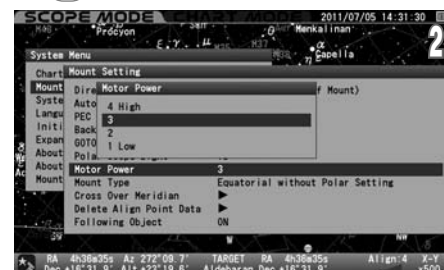 SCOPE MODE CHART MODE 2011/07/05 14:31:30
2
Procyon
Menkalinan
ε γ μ
M37
α
Capella
η
System Menu
Chart Mount Setting
Mount Dire f Mount)
Syste Auto
Langu PEC
Initi Back
Expan GOTO
About Pola
About Motor Power 3
Mount Mount Type Equatorial without Polar Setting
Cross Over Meridian ▶
Delete Align Point Data ▶
Following Object ON
Motor Power
4 High
3
2
1 Low
W
NW
RA 4h36m35s Az 272°09.7' TARGET RA 4h36m35s Align:4 X-Y
Dec +16°31.9' Alt +22°19.6' Aldebaran Dec +16°31.9' ×500